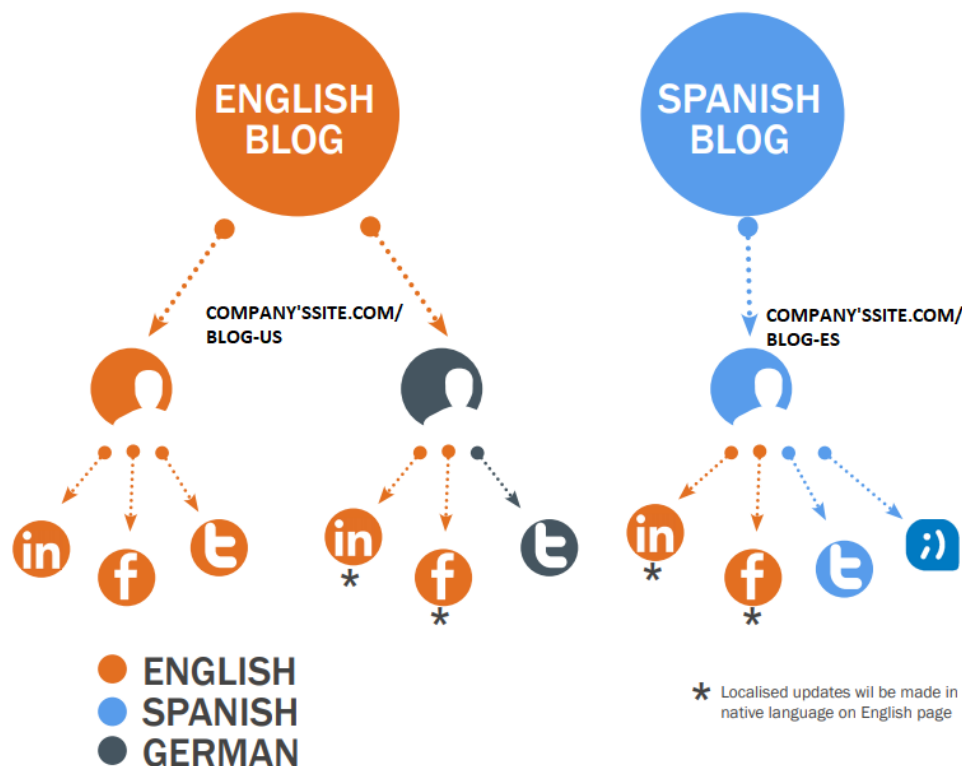 ENGLISH
BLOG
SPANISH
BLOG
COMPANY'SSITE.COM/
BLOG-US
COMPANY'SSITE.COM/
BLOG-ES
in
f
t
in
*
f
*
t
in
*
f
*
t
;)
ENGLISH
SPANISH
GERMAN
* Localised updates wil be made in
native language on English page